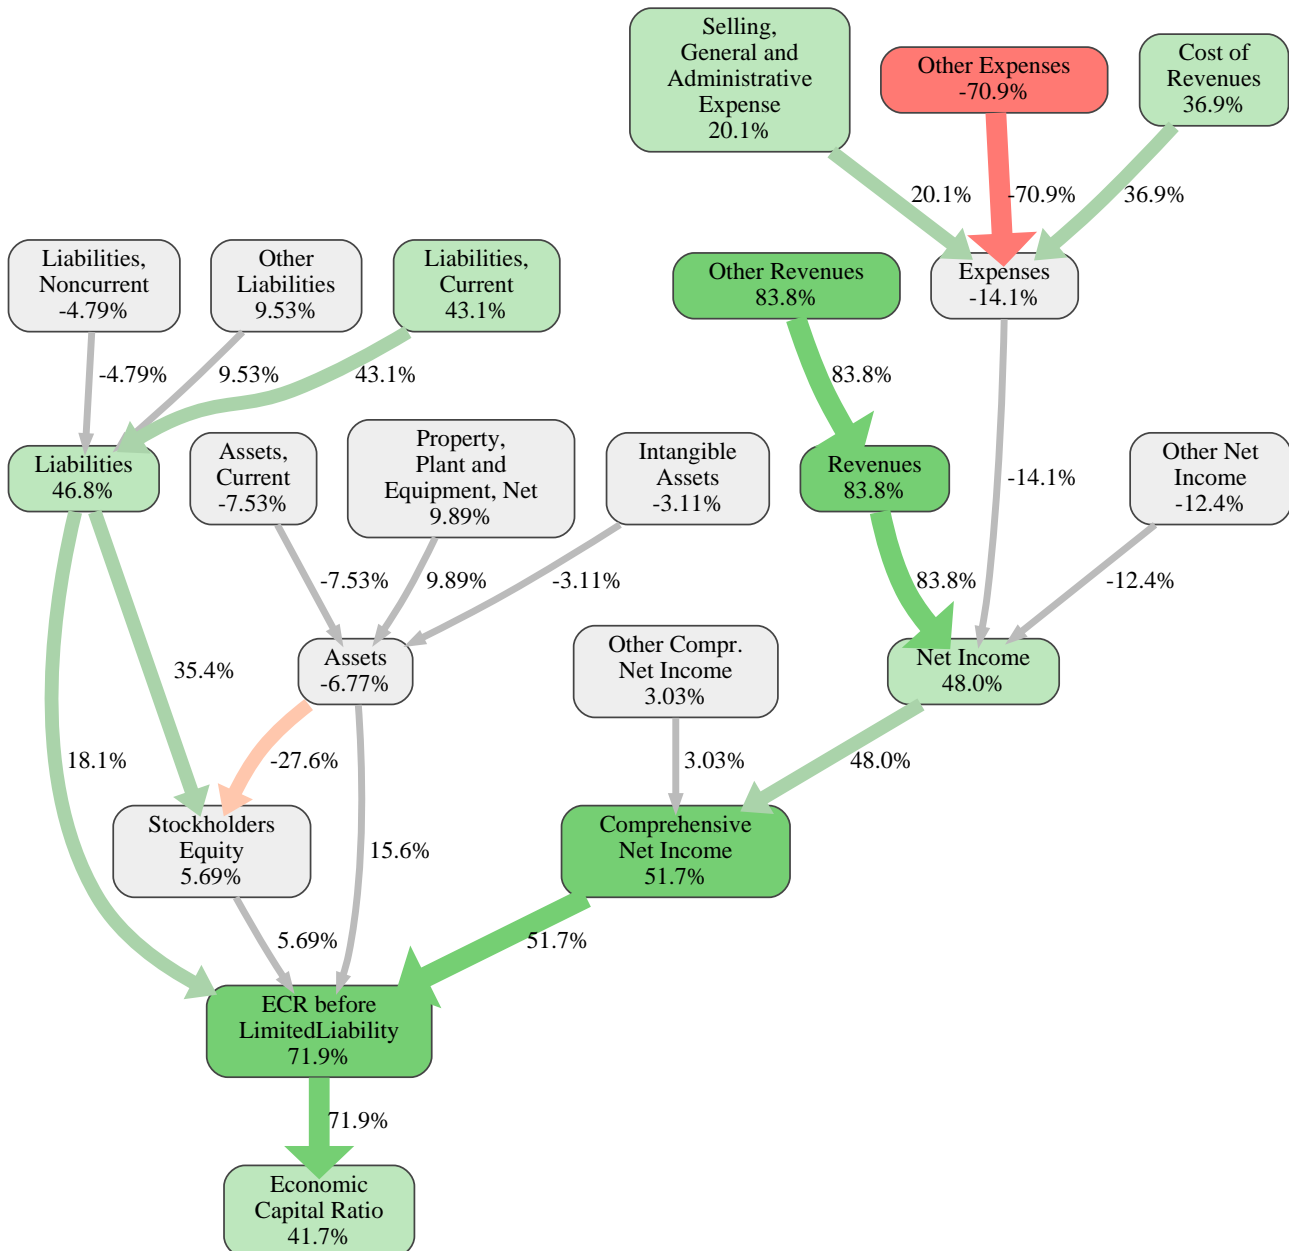 Selling,
General and
Administrative
Expense
20.1%
Other Expenses
-70.9%
Cost of
Revenues
36.9%
20.1%
-70.9%
36.9%
Liabilities,
Noncurrent
-4.79%
Other
Liabilities
9.53%
Liabilities,
Current
43.1%
Other Revenues
83.8%
Expenses
-14.1%
-4.79%
9.53%
43.1%
83.8%
Liabilities
46.8%
Assets,
Current
-7.53%
Property,
Plant and
Equipment, Net
9.89%
Intangible
Assets
-3.11%
Revenues
83.8%
-14.1%
Other Net
Income
-12.4%
-7.53%
9.89%
-3.11%
83.8%
-12.4%
35.4%
Assets
-6.77%
Other Compr.
Net Income
3.03%
Net Income
48.0%
18.1%
-27.6%
3.03%
48.0%
Stockholders
Equity
5.69%
15.6%
Comprehensive
Net Income
51.7%
5.69%
51.7%
ECR before
LimitedLiability
71.9%
71.9%
Economic
Capital Ratio
41.7%